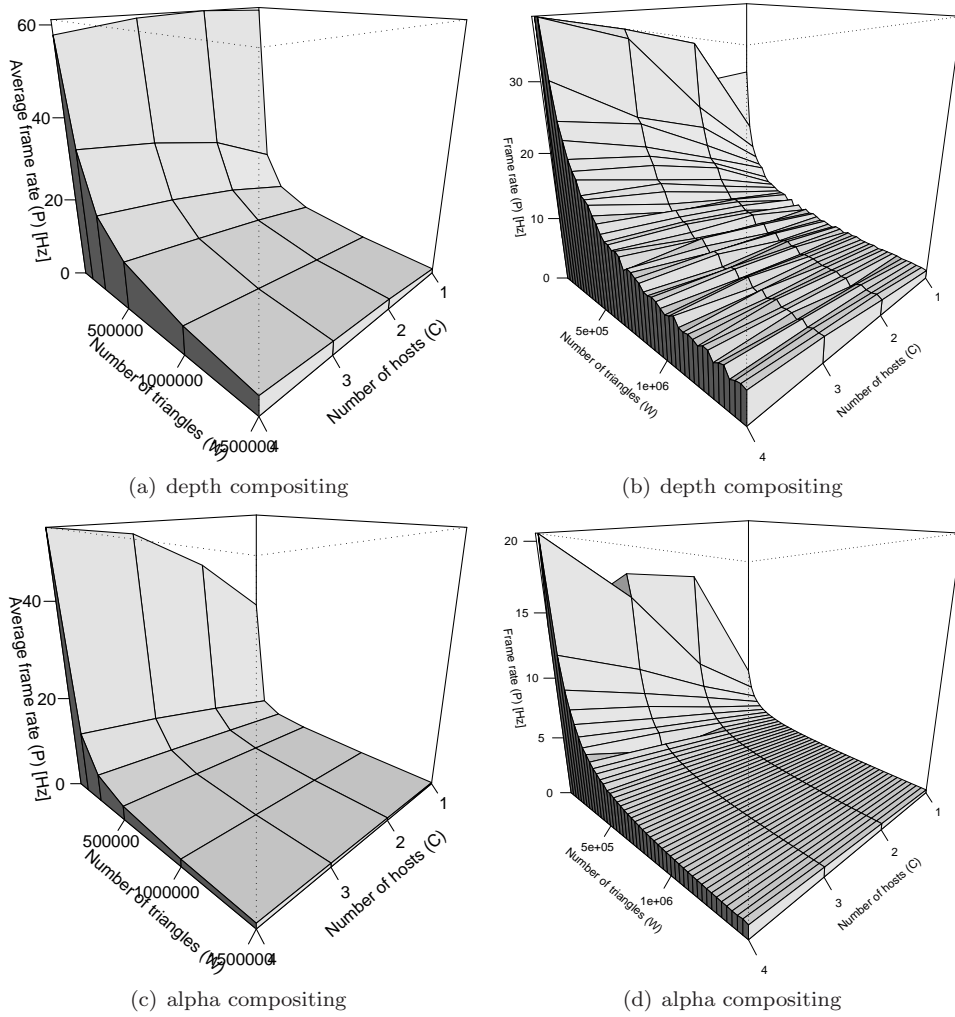 60
40
20
0
Average frame rate (P) [Hz]
500000
1000000
1500000
Number of triangles (W)
1
2
3
4
Number of hosts (C)
(a) depth compositing
30
20
10
0
Frame rate (P) [Hz]
5e+05
1e+06
Number of triangles (W)
1
2
3
4
Number of hosts (C)
(b) depth compositing
40
20
0
Average frame rate (P) [Hz]
500000
1000000
1500000
Number of triangles (W)
1
2
3
4
Number of hosts (C)
(c) alpha compositing
20
15
10
5
0
Frame rate (P) [Hz]
5e+05
1e+06
Number of triangles (W)
1
2
3
4
Number of hosts (C)
(d) alpha compositing